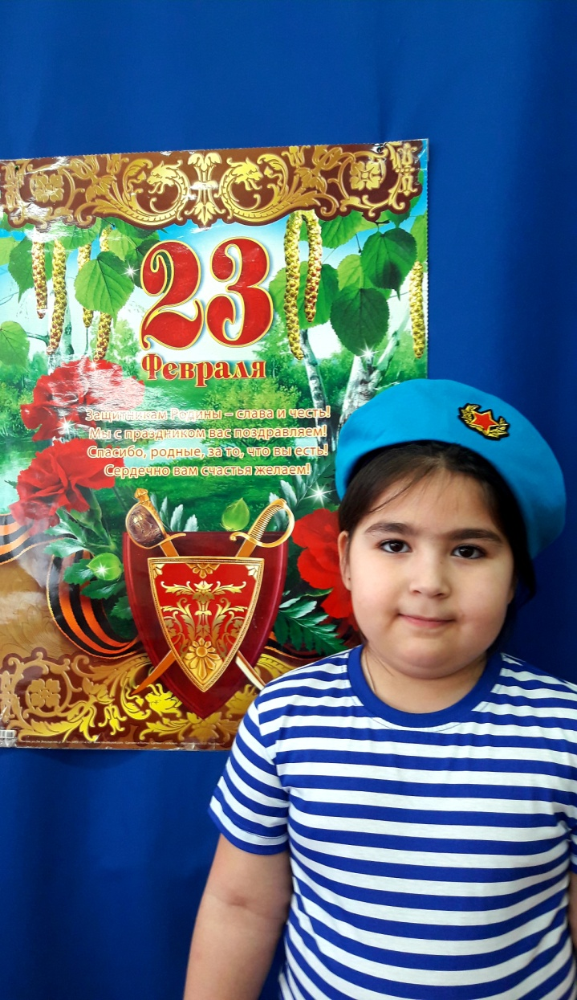 23
Февраля
Защитникам Родины – слава и честь!
Мы с праздником вас поздравляем!
Спасибо, родные, за то, что вы есть!
Сердечно вам счастья желаем!